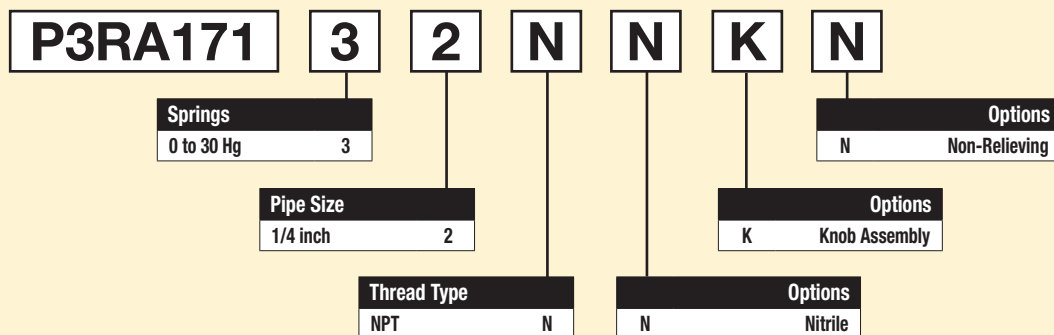 P3RA171 3 2 N N K N
Springs
0 to 30 Hg 3
Options
N Non-Relieving
Pipe Size
1/4 inch 2
Options
K Knob Assembly
Thread Type
NPT N
Options
N Nitrile